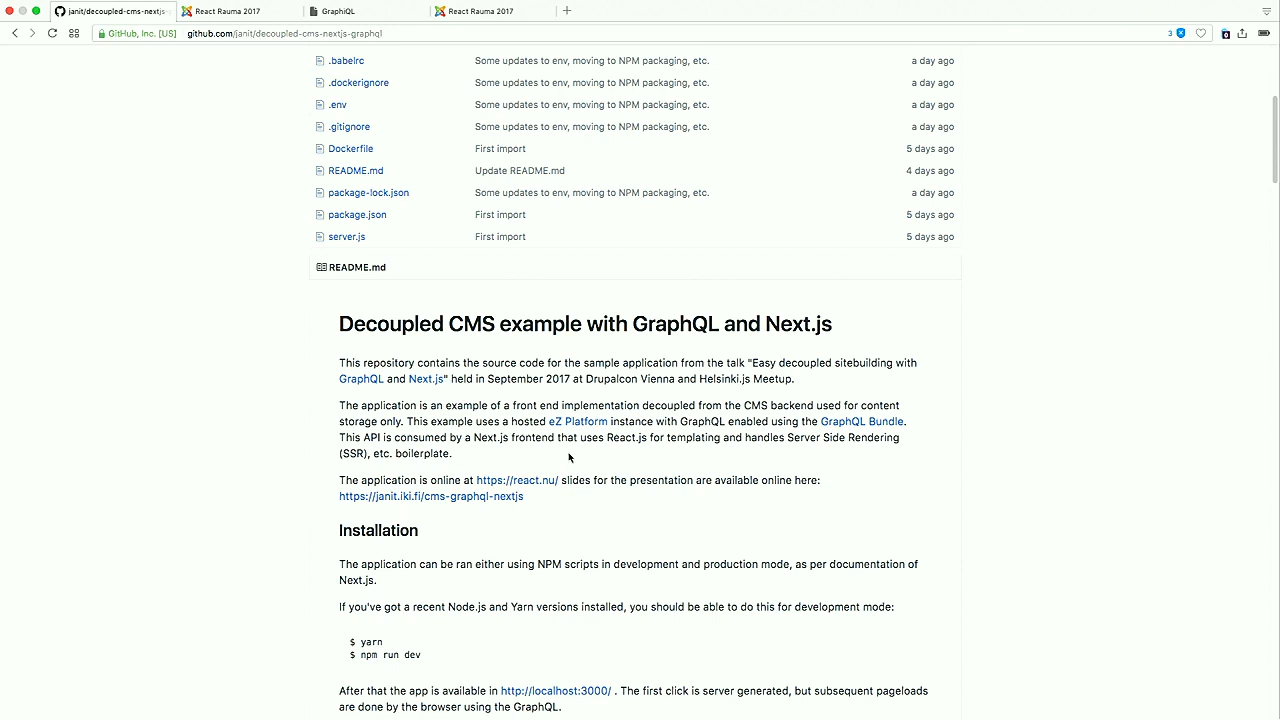 janit/decoupled-cms-nextjs-
React Rauma 2017
GraphiQL
React Rauma 2017
GitHub, Inc. [US]
github.com/janit/decoupled-cms-nextjs-graphql
3
.babelrc Some updates to env, moving to NPM packaging, etc. a day ago
.dockerignore Some updates to env, moving to NPM packaging, etc. a day ago
.env Some updates to env, moving to NPM packaging, etc. a day ago
.gitignore Some updates to env, moving to NPM packaging, etc. a day ago
Dockerfile First import 5 days ago
README.md Update README.md 4 days ago
package-lock.json Some updates to env, moving to NPM packaging, etc. a day ago
package.json First import 5 days ago
server.js First import 5 days ago
README.md
Decoupled CMS example with GraphQL and Next.js
This repository contains the source code for the sample application from the talk "Easy decoupled sitebuilding with
GraphQL and Next.js" held in September 2017 at Drupalcon Vienna and Helsinki.js Meetup.
The application is an example of a front end implementation decoupled from the CMS backend used for content
storage only. This example uses a hosted eZ Platform instance with GraphQL enabled using the GraphQL Bundle.
This API is consumed by a Next.js frontend that uses React.js for templating and handles Server Side Rendering
(SSR), etc. boilerplate.
The application is online at https://react.nu/ slides for the presentation are available online here:
https://janit.iki.fi/cms-graphql-nextjs
Installation
The application can be ran either using NPM scripts in development and production mode, as per documentation of
Next.js.
If you've got a recent Node.js and Yarn versions installed, you should be able to do this for development mode:
$ yarn
$ npm run dev
After that the app is available in http://localhost:3000/ . The first click is server generated, but subsequent pageloads
are done by the browser using the GraphQL.